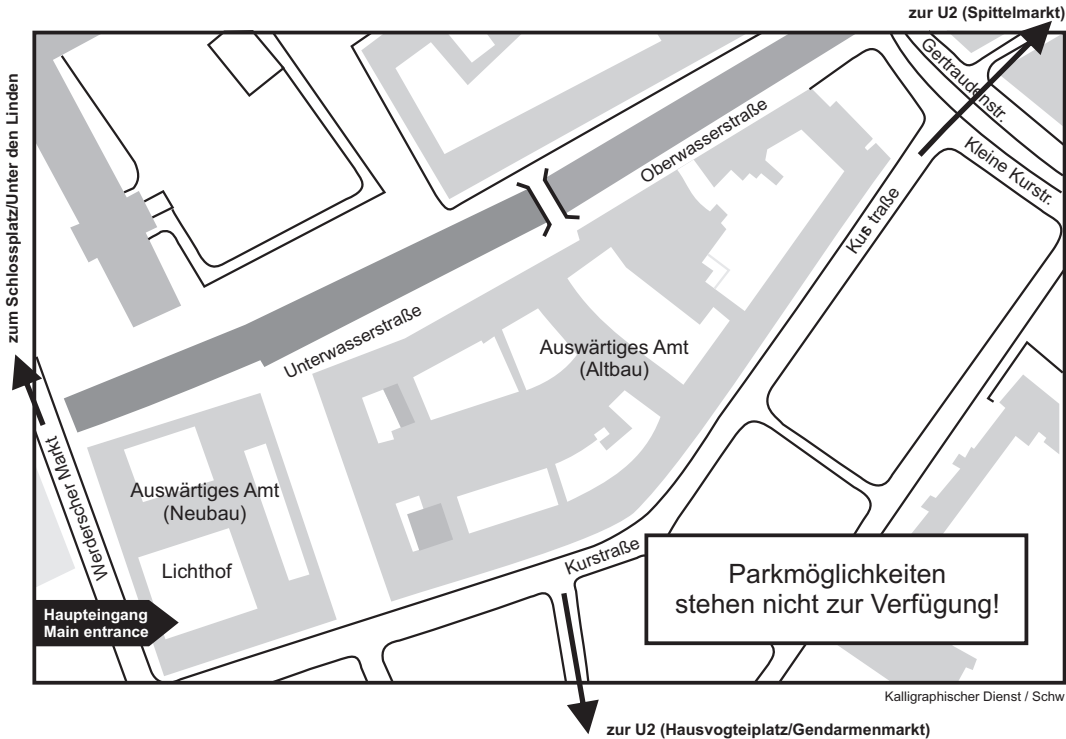 zur U2 (Spittelmarkt)
zum Schlossplatz/Unter den Linden
Gertraudenstr.
Kleine Kurstr.
Oberwasserstraße
Kurstraße
Unterwasserstraße
Auswärtiges Amt
(Altbau)
Werderscher Markt
Auswärtiges Amt
(Neubau)
Lichthof
Kurstraße
Haupteingang
Main entrance
Parkmöglichkeiten
stehen nicht zur Verfügung!
Kalligraphischer Dienst / Schw
zur U2 (Hausvogteiplatz/Gendarmenmarkt)